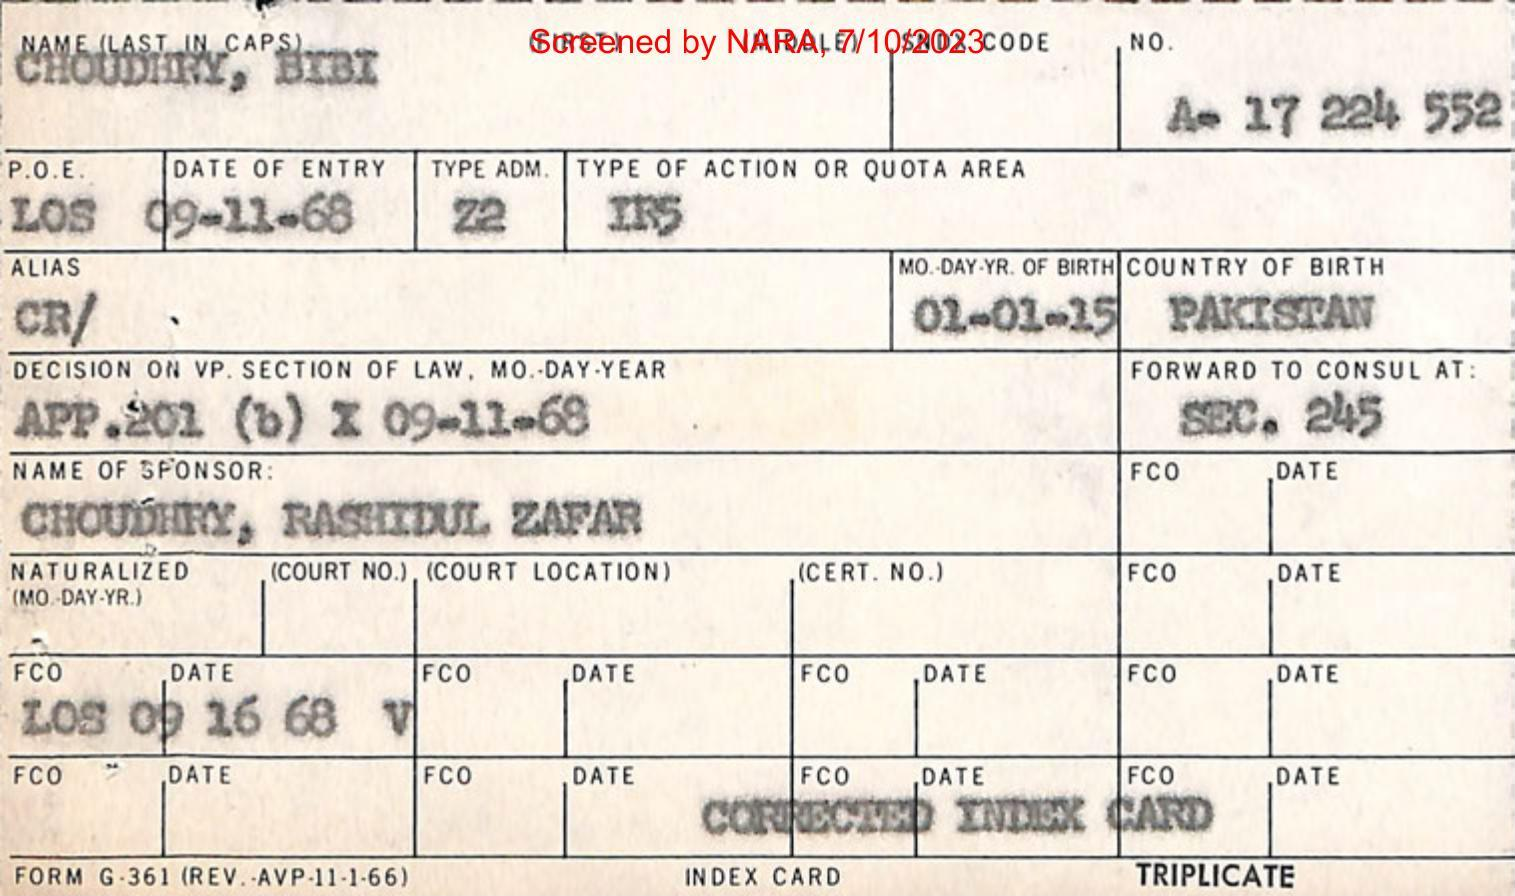 Screened by NARA, 7/10/2023
NAME (LAST IN CAPS) (FIRST) (MIDDLE) SNDX CODE NO.
CHOUDHRY, BIBI
A- 17 224 552
P.O.E. DATE OF ENTRY TYPE ADM. TYPE OF ACTION OR QUOTA AREA
LOS 09-11-68 Z2 IR5
ALIAS MO.-DAY-YR. OF BIRTH COUNTRY OF BIRTH
CR/ 01-01-15 PAKISTAN
DECISION ON VP. SECTION OF LAW, MO.-DAY-YEAR FORWARD TO CONSUL AT:
APP.201 (b) X 09-11-68 SEC. 245
NAME OF SPONSOR: FCO DATE
CHOUDHRY, RASHIDUL ZAFAR
NATURALIZED (COURT NO.) (COURT LOCATION) (CERT. NO.) FCO DATE
(MO.-DAY-YR.)
FCO DATE FCO DATE FCO DATE FCO DATE
LOS 09 16 68 V
FCO DATE FCO DATE FCO DATE FCO DATE
CORRECTED INDEX CARD
FORM G-361 (REV.-AVP-11-1-66) INDEX CARD TRIPLICATE